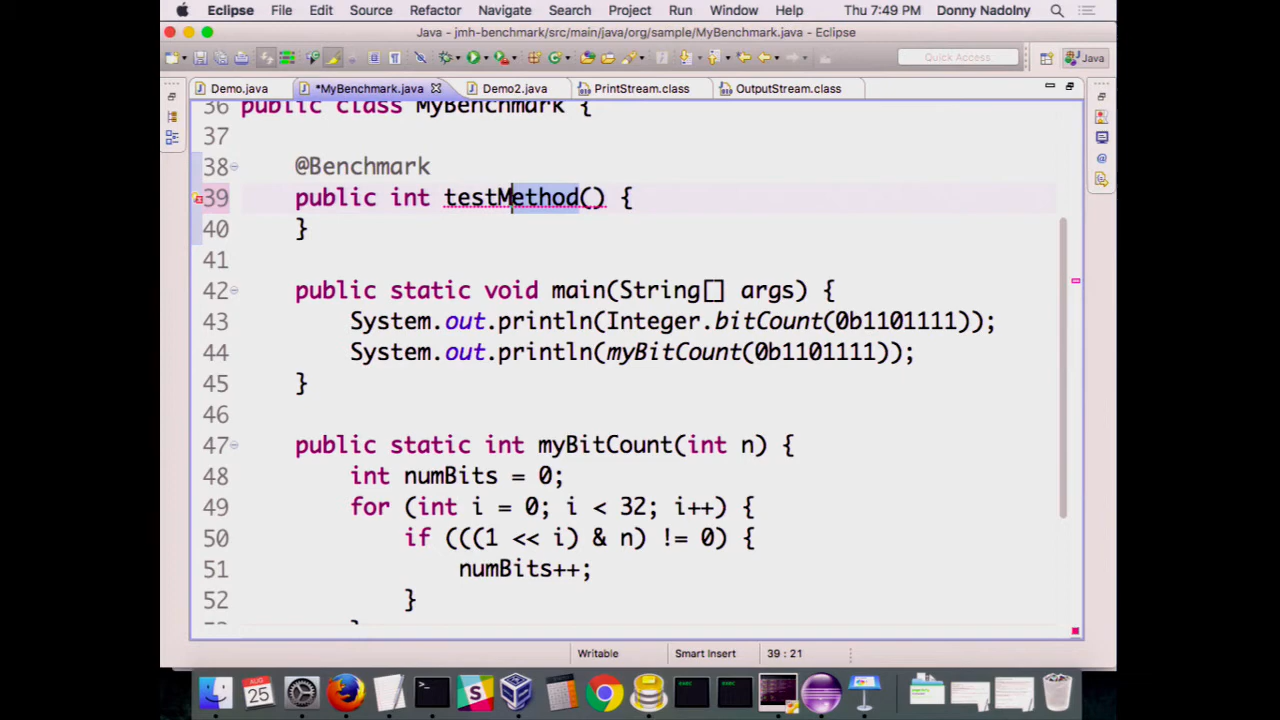 Eclipse File Edit Source Refactor Navigate Search Project Run Window Help Thu 7:49 PM Donny Nadolny
Java - jmh-benchmark/src/main/java/org/sample/MyBenchmark.java - Eclipse
Quick Access Java
Demo.java *MyBenchmark.java Demo2.java PrintStream.class OutputStream.class
36 public class MyBenchmark {
37
38 @Benchmark
39 public int testMethod() {
40 }
41
42 public static void main(String[] args) {
43 System.out.println(Integer.bitCount(0b1101111));
44 System.out.println(myBitCount(0b1101111));
45 }
46
47 public static int myBitCount(int n) {
48 int numBits = 0;
49 for (int i = 0; i < 32; i++) {
50 if (((1 << i) & n) != 0) {
51 numBits++;
52 }
Writable Smart Insert 39 : 21
AUG
25